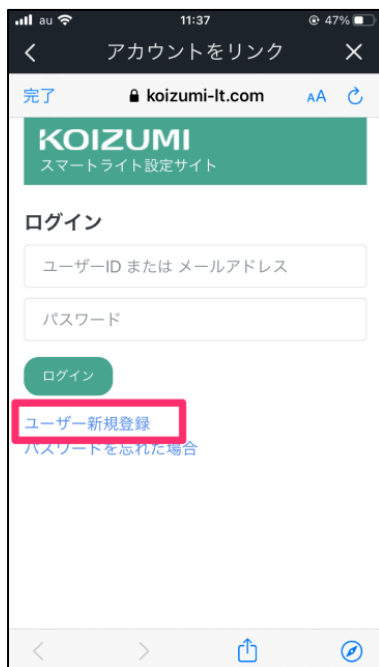 au 11:37 47%
アカウントをリンク
完了 koizumi-lt.com AA
KOIZUMI
スマートライト設定サイト
ログイン
ユーザーID または メールアドレス
パスワード
ログイン
ユーザー新規登録
パスワードを忘れた場合